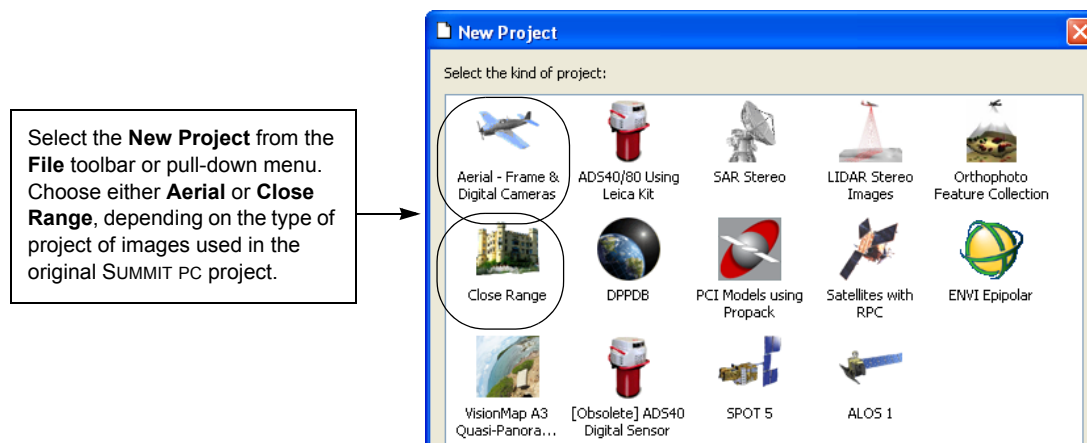 New Project
Select the kind of project:
Select the New Project from the
File toolbar or pull-down menu.
Choose either Aerial or Close
Range, depending on the type of
project of images used in the
original SUMMIT PC project.
Aerial - Frame &
Digital Cameras
ADS40/80 Using
Leica Kit
SAR Stereo
LIDAR Stereo
Images
Orthophoto
Feature Collection
Close Range
DPPDB
PCI Models using
Propack
Satellites with
RPC
ENVI Epipolar
VisionMap A3
Quasi-Panora...
[Obsolete] ADS40
Digital Sensor
SPOT 5
ALOS 1